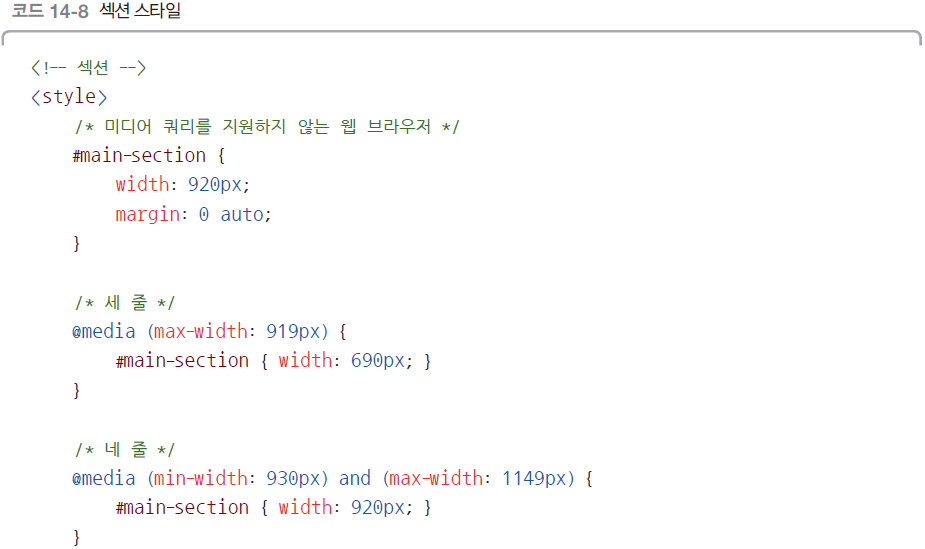 코드 14-8 섹션 스타일
<!-- 섹션 -->
<style>
/* 미디어 쿼리를 지원하지 않는 웹 브라우저 */
#main-section {
width: 920px;
margin: 0 auto;
}
/* 세 줄 */
@media (max-width: 919px) {
#main-section { width: 690px; }
}
/* 네 줄 */
@media (min-width: 930px) and (max-width: 1149px) {
#main-section { width: 920px; }
}